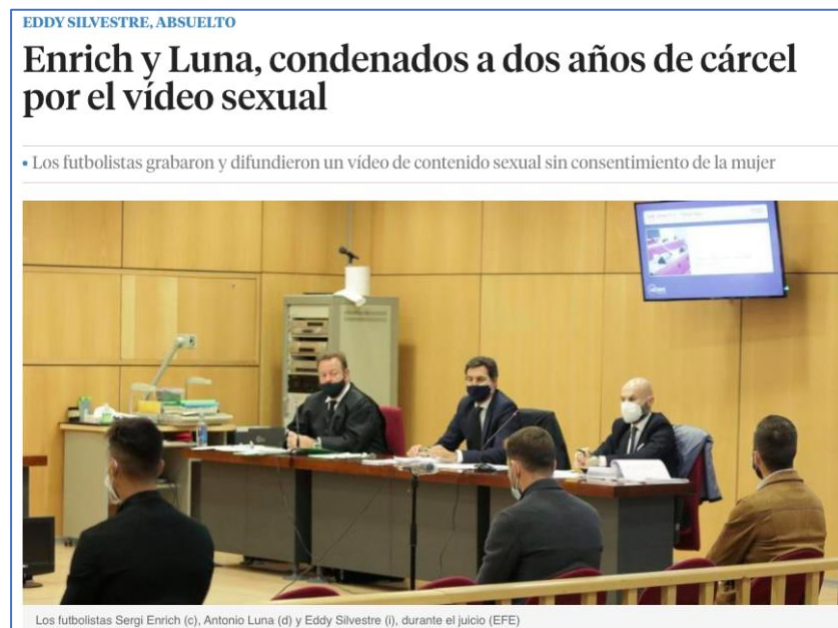 EDDY SILVESTRE, ABSUELTO
Enrich y Luna, condenados a dos años de cárcel
por el vídeo sexual
• Los futbolistas grabaron y difundieron un vídeo de contenido sexual sin consentimiento de la mujer
Los futbolistas Sergi Enrich (c), Antonio Luna (d) y Eddy Silvestre (i), durante el juicio (EFE)